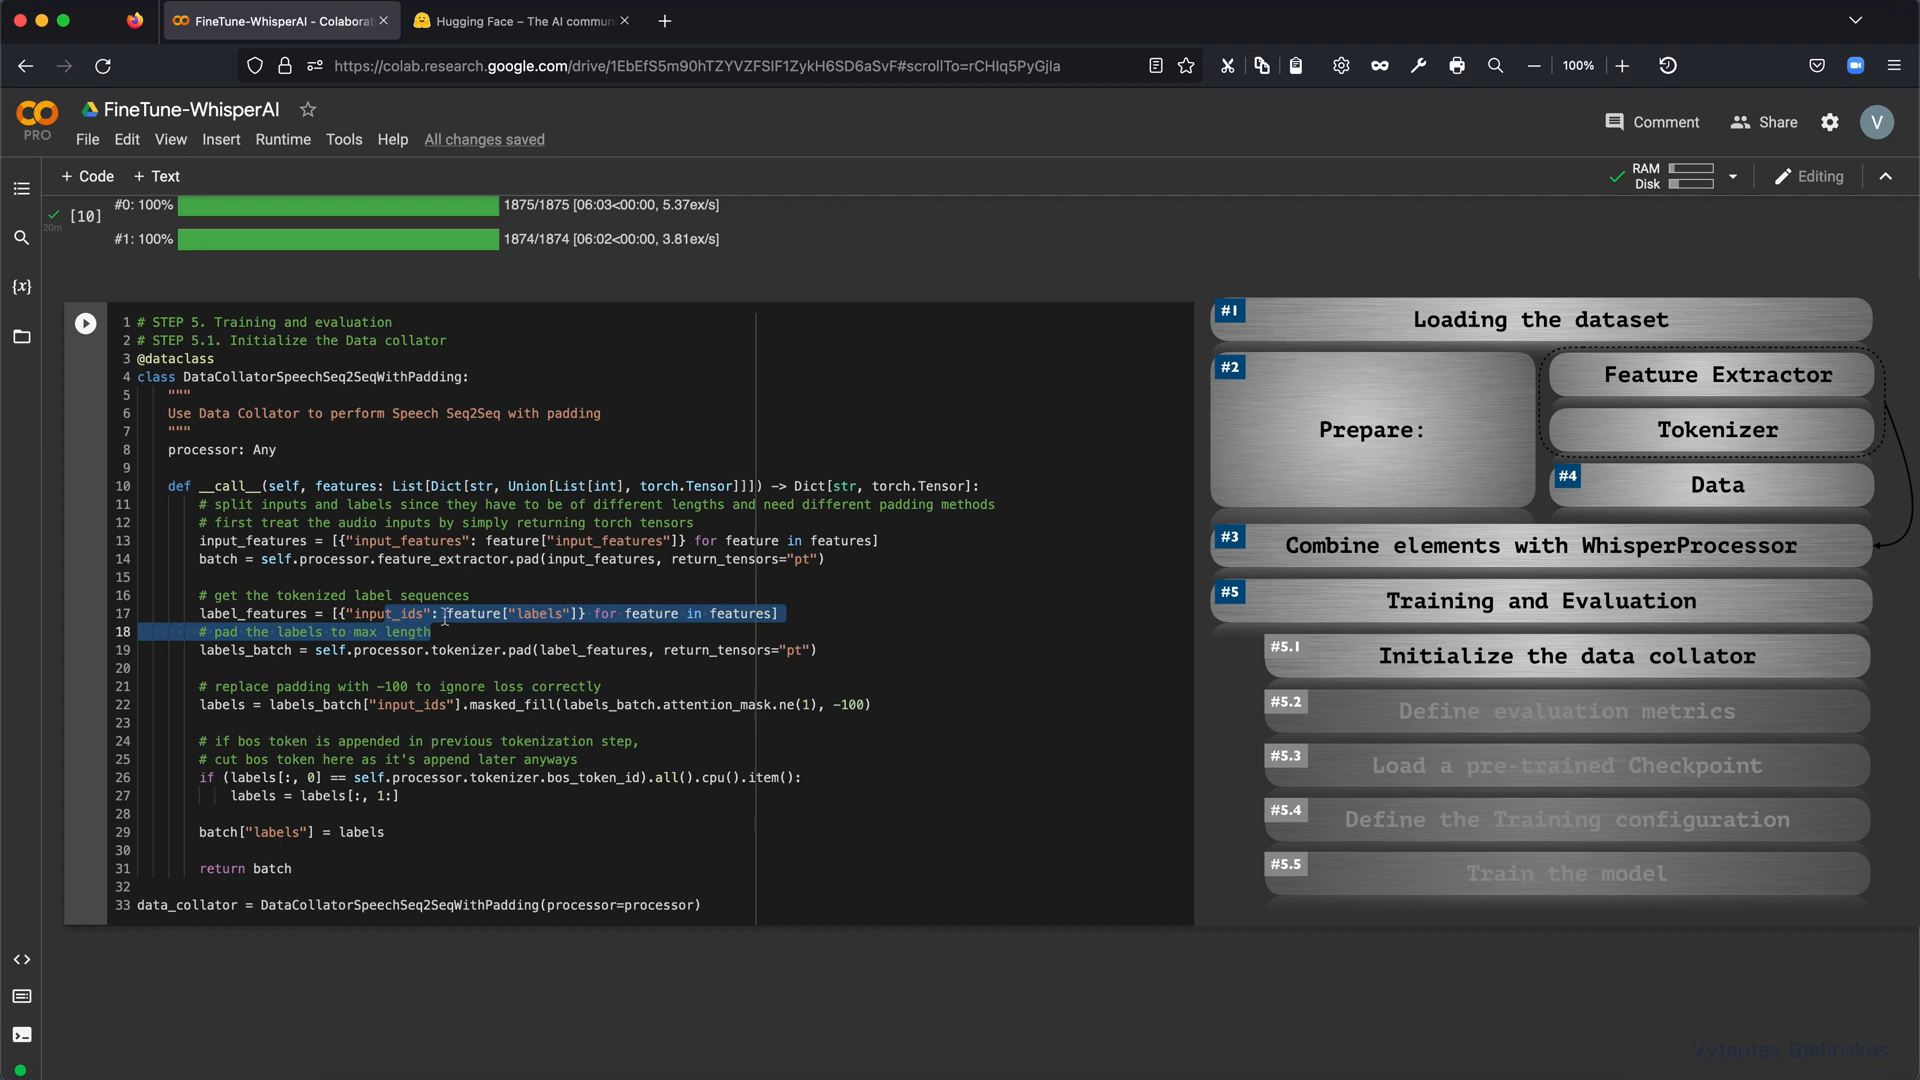 FineTune-WhisperAI - Colaborat
Hugging Face – The AI commun
https://colab.research.google.com/drive/1EbEfS5m90hTZYVZFSIF1ZykH6SD6aSvF#scrollTo=rCHIq5PyGjla
100%
PRO
FineTune-WhisperAI
File Edit View Insert Runtime Tools Help All changes saved
Comment
Share
V
+ Code + Text
RAM
Disk
Editing
[10]
20m
#0: 100% 1875/1875 [06:03<00:00, 5.37ex/s]
#1: 100% 1874/1874 [06:02<00:00, 3.81ex/s]
{x}
1 # STEP 5. Training and evaluation
2 # STEP 5.1. Initialize the Data collator
3 @dataclass
4 class DataCollatorSpeechSeq2SeqWithPadding:
5 """
6 Use Data Collator to perform Speech Seq2Seq with padding
7 """
8 processor: Any
9
10 def __call__(self, features: List[Dict[str, Union[List[int], torch.Tensor]]]) -> Dict[str, torch.Tensor]:
11 # split inputs and labels since they have to be of different lengths and need different padding methods
12 # first treat the audio inputs by simply returning torch tensors
13 input_features = [{"input_features": feature["input_features"]} for feature in features]
14 batch = self.processor.feature_extractor.pad(input_features, return_tensors="pt")
15
16 # get the tokenized label sequences
17 label_features = [{"input_ids": feature["labels"]} for feature in features]
18 # pad the labels to max length
19 labels_batch = self.processor.tokenizer.pad(label_features, return_tensors="pt")
20
21 # replace padding with -100 to ignore loss correctly
22 labels = labels_batch["input_ids"].masked_fill(labels_batch.attention_mask.ne(1), -100)
23
24 # if bos token is appended in previous tokenization step,
25 # cut bos token here as it's append later anyways
26 if (labels[:, 0] == self.processor.tokenizer.bos_token_id).all().cpu().item():
27 labels = labels[:, 1:]
28
29 batch["labels"] = labels
30
31 return batch
32
33 data_collator = DataCollatorSpeechSeq2SeqWithPadding(processor=processor)
#1 Loading the dataset
#2 Prepare:
Feature Extractor
Tokenizer
#4 Data
#3 Combine elements with WhisperProcessor
#5 Training and Evaluation
#5.1 Initialize the data collator
#5.2 Define evaluation metrics
#5.3 Load a pre-trained Checkpoint
#5.4 Define the Training configuration
#5.5 Train the model
Vytautas Bielinskas